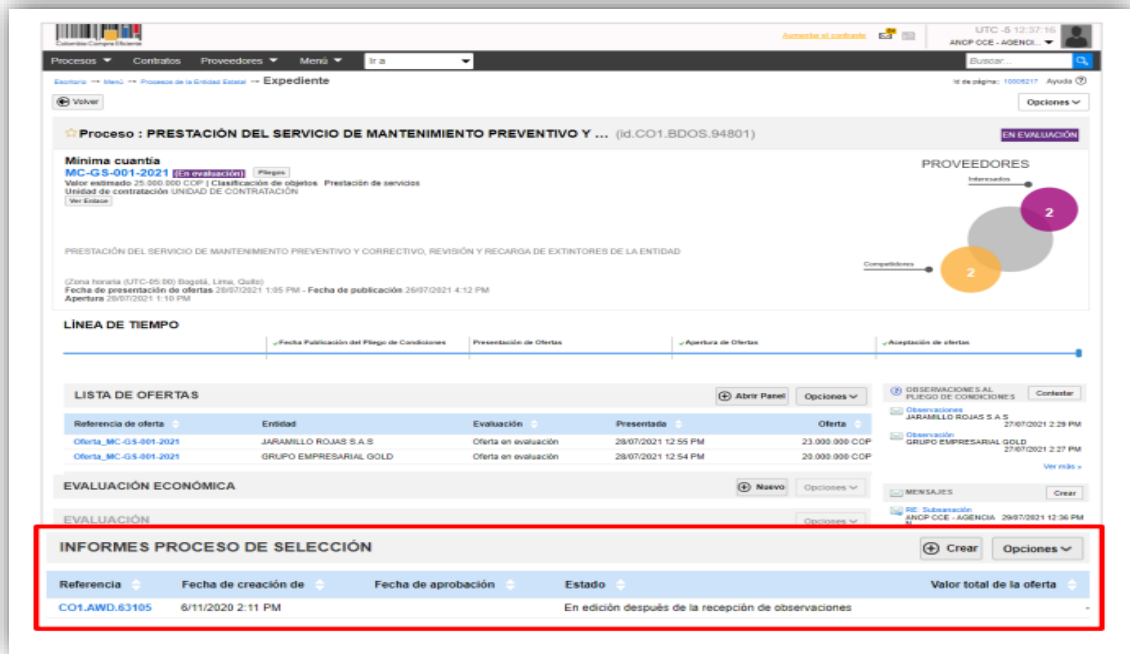 Colombia Compra Eficiente
Aumentar el contraste
UTC -5 12:37:16
ANCP CCE - AGENCI...
Procesos Contratos Proveedores Menú Ir a Buscar...
Escritorio → Menú → Procesos de la Entidad Estatal → Expediente
Id de página: 10008217 Ayuda
Volver Opciones
Proceso : PRESTACIÓN DEL SERVICIO DE MANTENIMIENTO PREVENTIVO Y ... (id.CO1.BDOS.94801) EN EVALUACIÓN
Mínima cuantía
MC-GS-001-2021 (En evaluación) Pliegos
Valor estimado 25.000.000 COP | Clasificación de objetos Prestación de servicios
Unidad de contratación UNIDAD DE CONTRATACIÓN
Ver Enlace
PROVEEDORES
Interesados
2
Competidores
2
PRESTACIÓN DEL SERVICIO DE MANTENIMIENTO PREVENTIVO Y CORRECTIVO, REVISIÓN Y RECARGA DE EXTINTORES DE LA ENTIDAD
(Zona horaria (UTC-05:00) Bogotá, Lima, Quito)
Fecha de presentación de ofertas 28/07/2021 1:05 PM - Fecha de publicación 26/07/2021 4:12 PM
Apertura 28/07/2021 1:10 PM
LÍNEA DE TIEMPO
Fecha Publicación del Pliego de Condiciones Presentación de Ofertas Apertura de Ofertas Aceptación de ofertas
LISTA DE OFERTAS Abrir Panel Opciones
Referencia de oferta Entidad Evaluación Presentada Oferta
Oferta_MC-GS-001-2021 JARAMILLO ROJAS S.A.S Oferta en evaluación 28/07/2021 12:55 PM 23.000.000 COP
Oferta_MC-GS-001-2021 GRUPO EMPRESARIAL GOLD Oferta en evaluación 28/07/2021 12:54 PM 20.000.000 COP
OBSERVACIONES AL
PLIEGO DE CONDICIONES Contestar
Observaciones
JARAMILLO ROJAS S.A.S
27/07/2021 2:29 PM
Observación
GRUPO EMPRESARIAL GOLD
27/07/2021 2:27 PM
Ver más »
EVALUACIÓN ECONÓMICA Nuevo Opciones
MENSAJES Crear
RE: Subsanación
ANCP CCE - AGENCIA 29/07/2021 12:36 PM
N
EVALUACIÓN Opciones
INFORMES PROCESO DE SELECCIÓN Crear Opciones
Referencia Fecha de creación de Fecha de aprobación Estado Valor total de la oferta
CO1.AWD.63105 6/11/2020 2:11 PM En edición después de la recepción de observaciones -